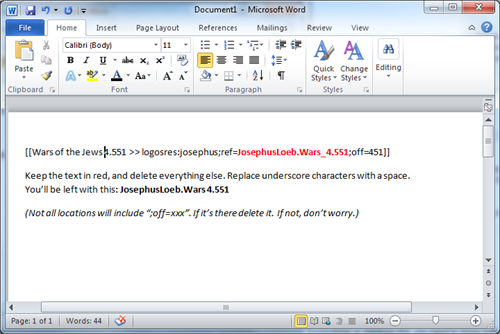 Document1 - Microsoft Word
File Home Insert Page Layout References Mailings Review View
Calibri (Body) 11
Paste
Quick Styles Change Styles Editing
Clipboard Font Paragraph Styles
[[Wars of the Jews 4.551 >> logosres:josephus;ref=JosephusLoeb.Wars_4.551;off=451]]
Keep the text in red, and delete everything else. Replace underscore characters with a space.
You'll be left with this: JosephusLoeb.Wars 4.551
(Not all locations will include ";off=xxx". If it's there delete it. If not, don't worry.)
Page: 1 of 1 Words: 44 100%